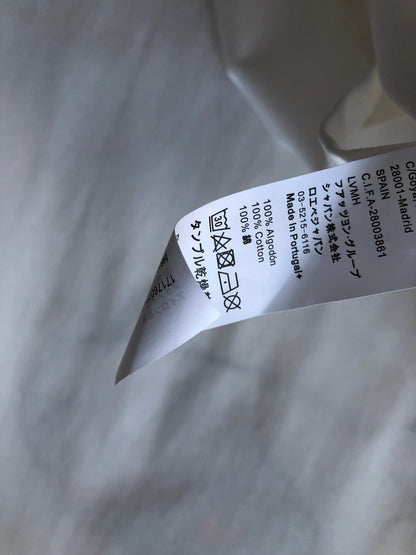 C/Goya,
28001-Madrid
SPAIN
C.I.F.A-28003861
LVMH
ファッション・グループ
ジャパン株式会社
ロエベジャパン
03-5215-6116
Made in Portugal+
100% Algodón
100% Cotton
100% 綿
30
タンブル乾燥